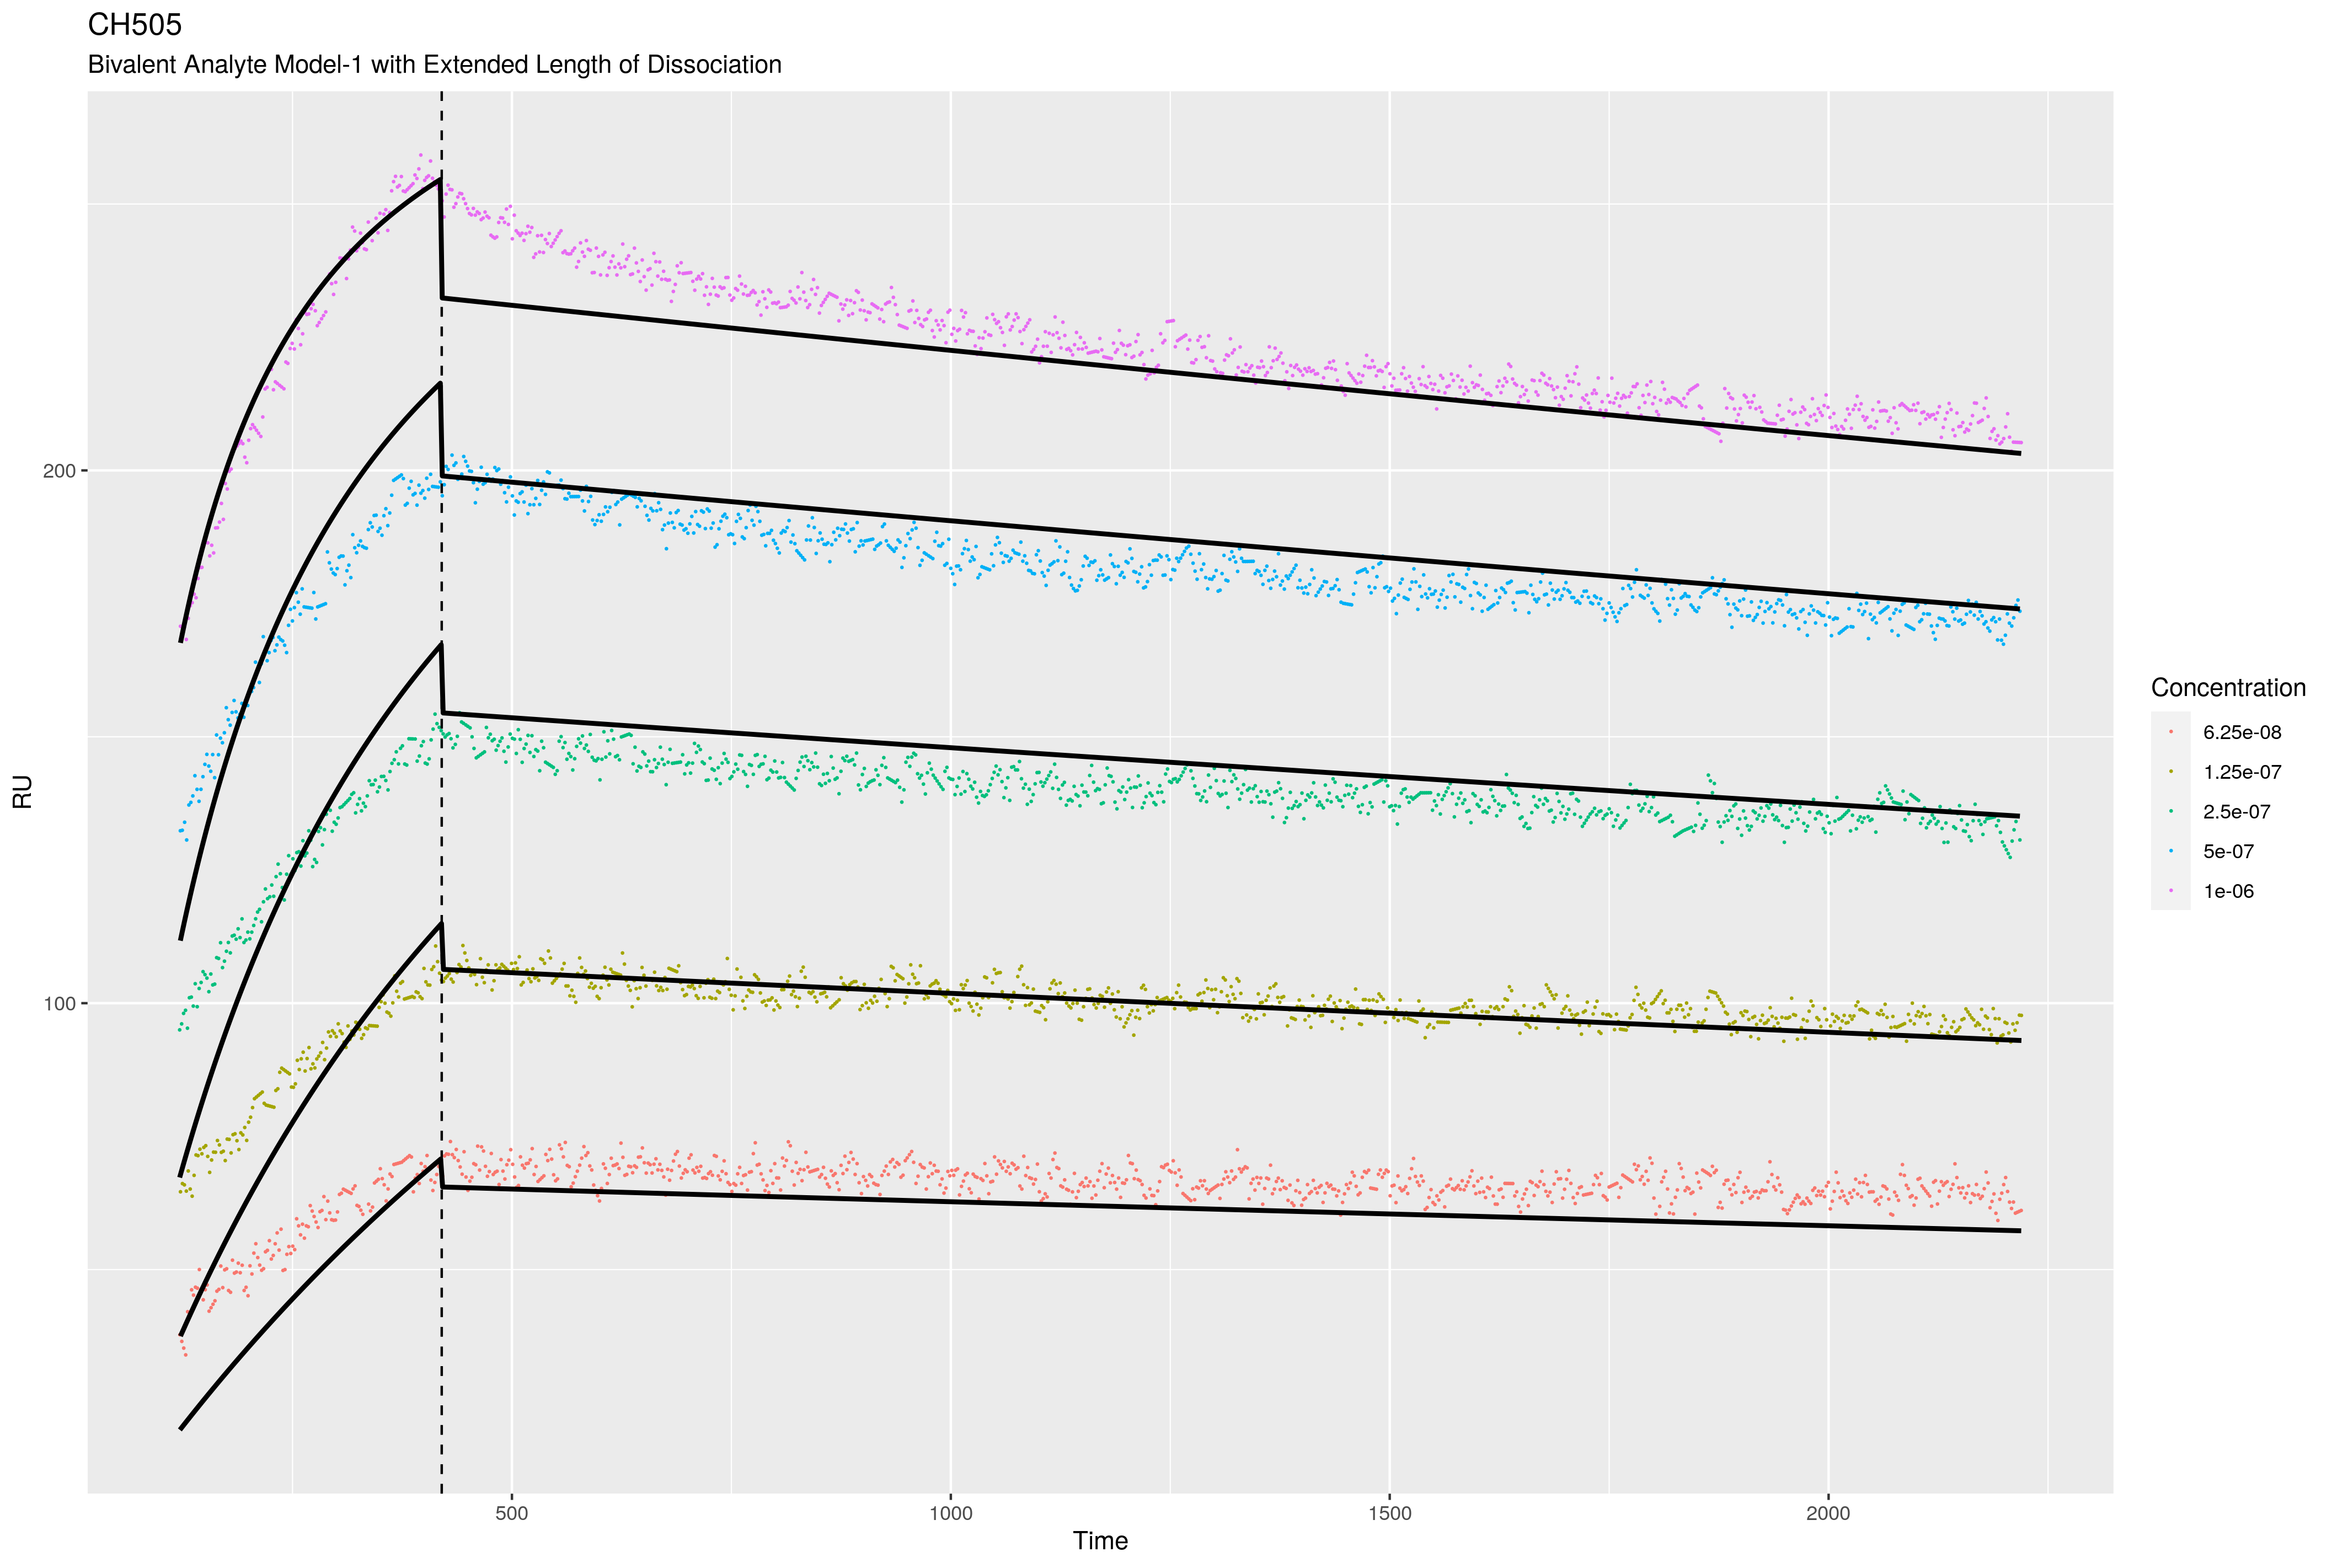 CH505
Bivalent Analyte Model-1 with Extended Length of Dissociation
RU
200
100
500
1000
1500
2000
Time
Concentration
6.25e-08
1.25e-07
2.5e-07
5e-07
1e-06